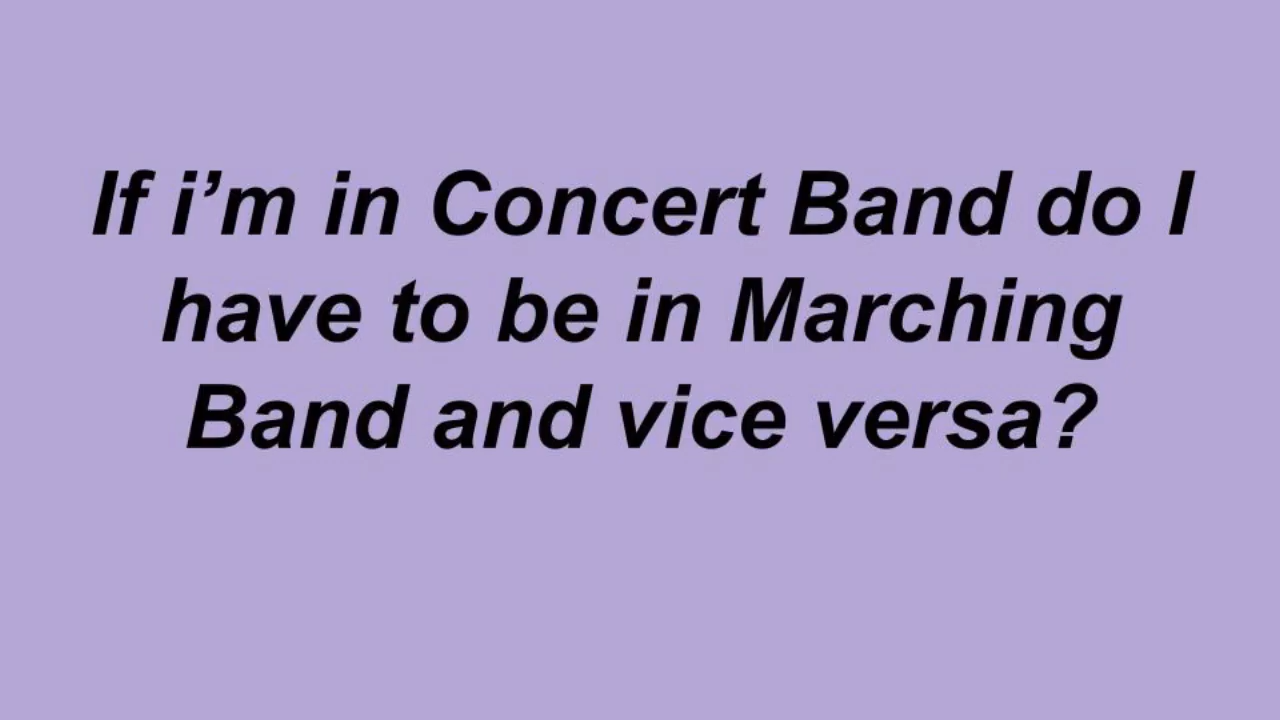 If i’m in Concert Band do I
have to be in Marching
Band and vice versa?